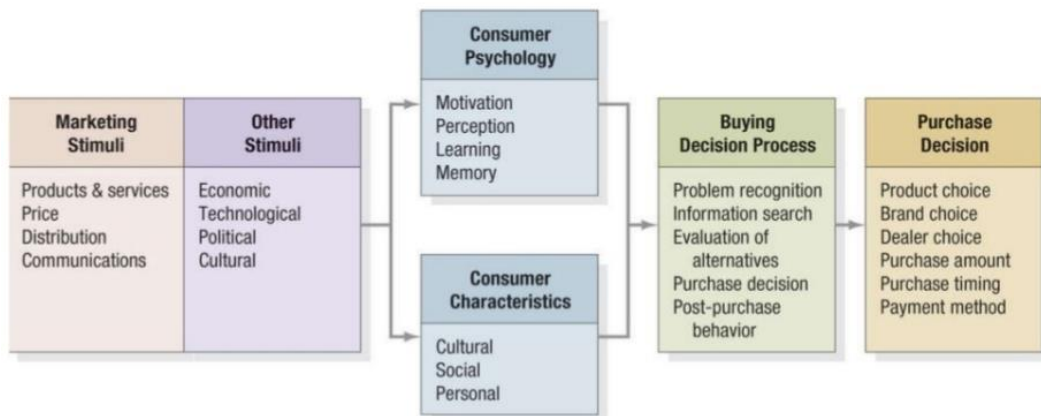 Marketing
Stimuli
Products & services
Price
Distribution
Communications
Other
Stimuli
Economic
Technological
Political
Cultural
Consumer
Psychology
Motivation
Perception
Learning
Memory
Consumer
Characteristics
Cultural
Social
Personal
Buying
Decision Process
Problem recognition
Information search
Evaluation of
alternatives
Purchase decision
Post-purchase
behavior
Purchase
Decision
Product choice
Brand choice
Dealer choice
Purchase amount
Purchase timing
Payment method